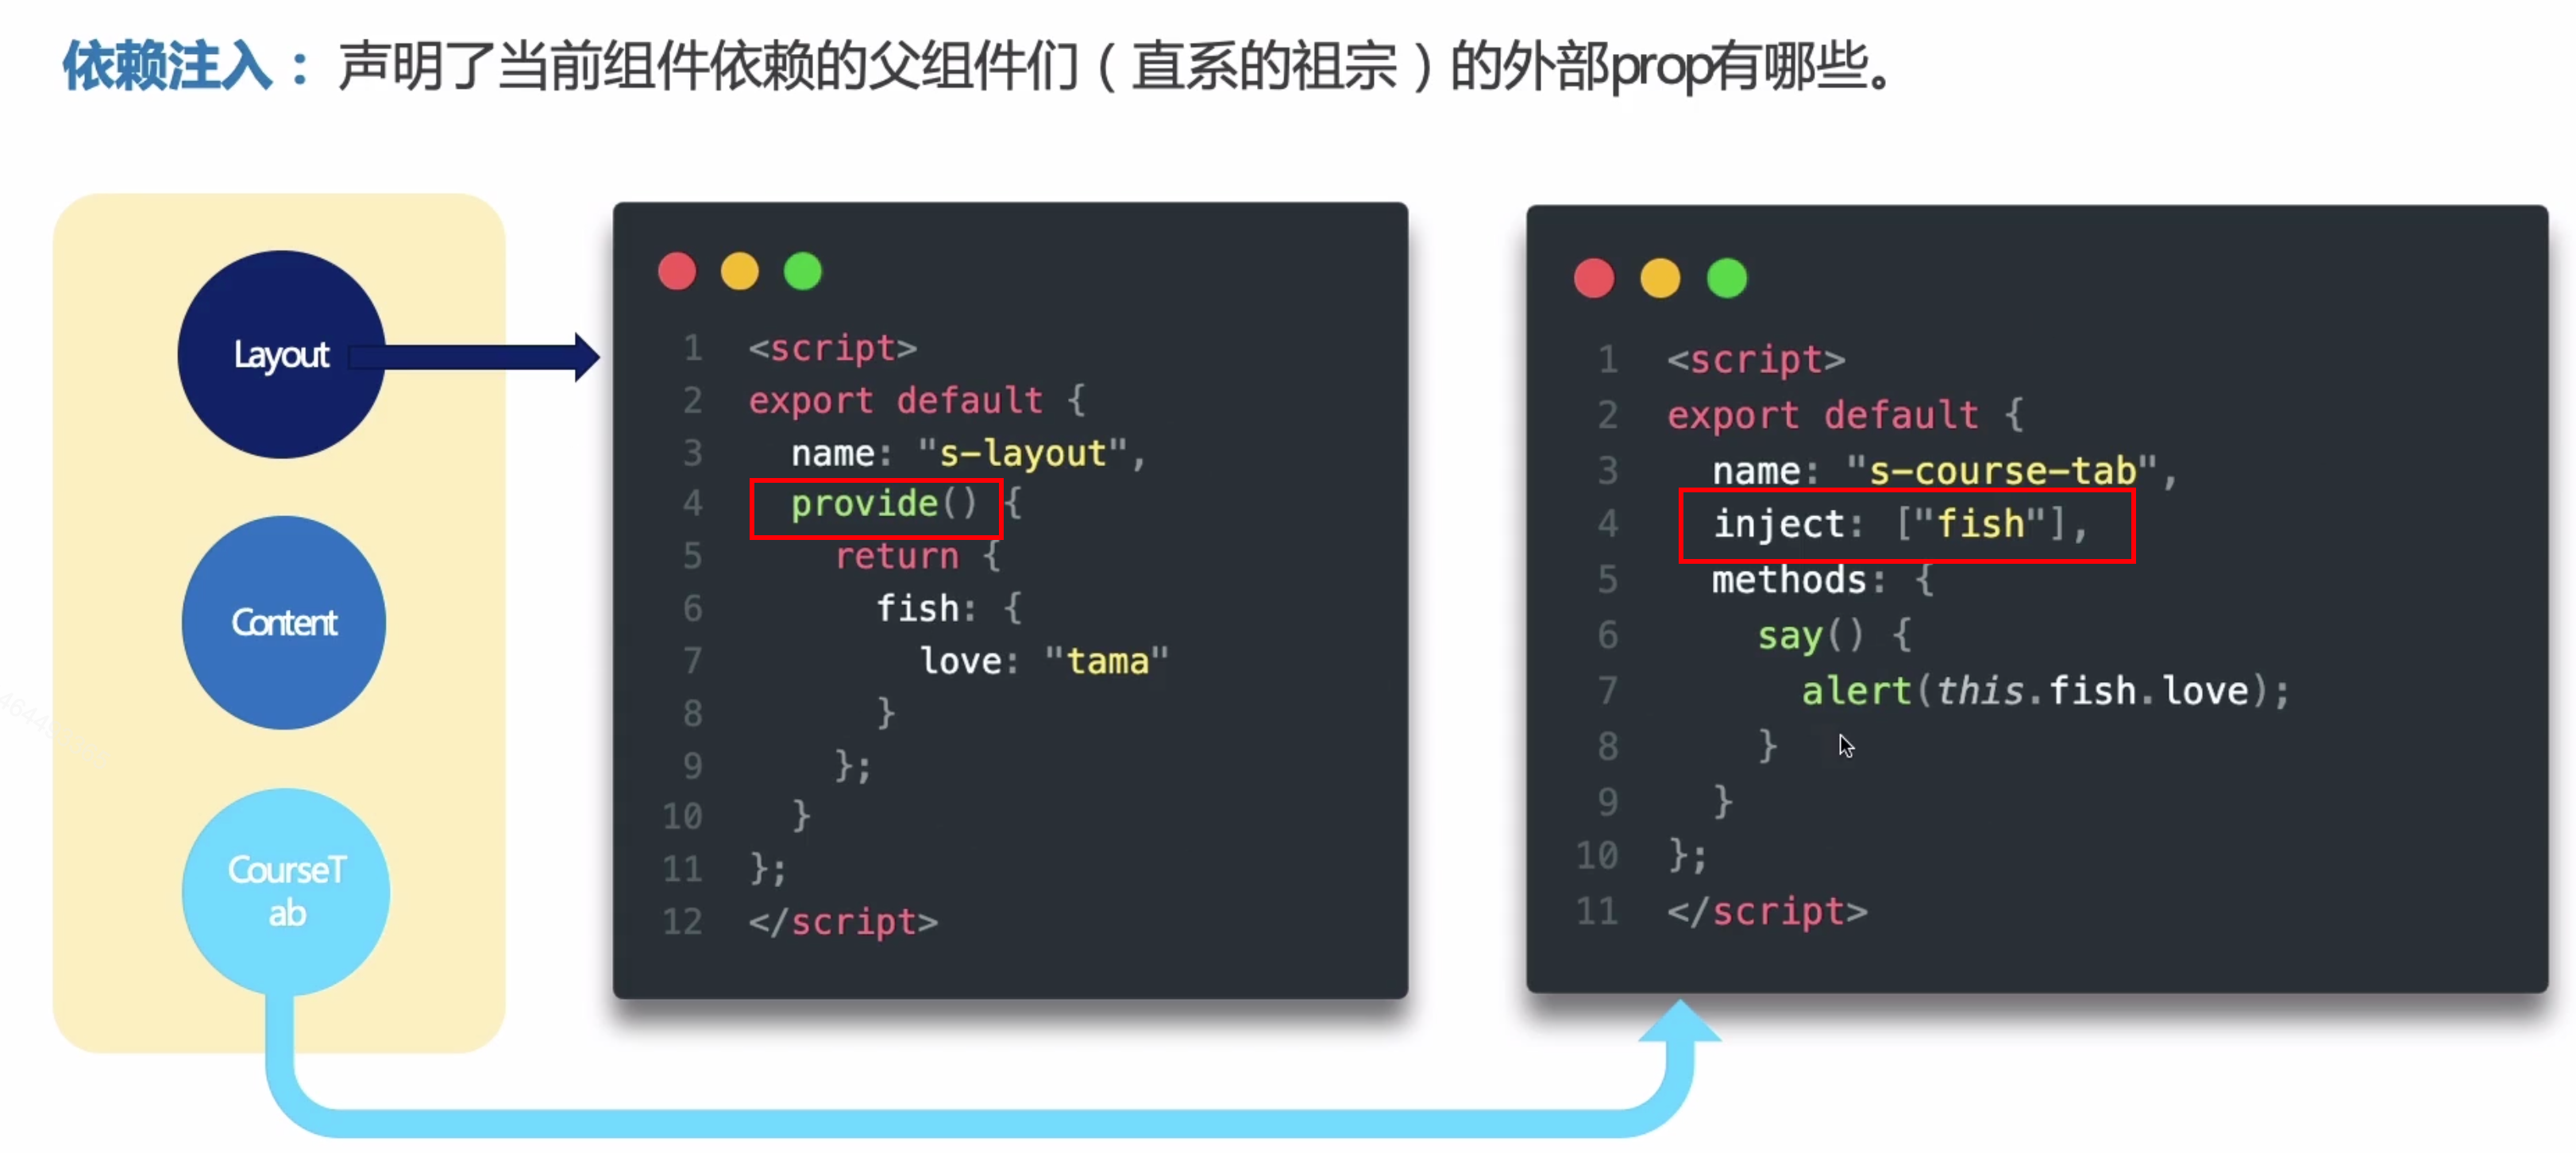 依赖注入：声明了当前组件依赖的父组件们（直系的祖宗）的外部prop有哪些。
Layout
Content
CourseT
ab
1 <script>
2 export default {
3 name: "s-layout",
4 provide() {
5 return {
6 fish: {
7 love: "tama"
8 }
9 };
10 }
11 };
12 </script>
1 <script>
2 export default {
3 name: "s-course-tab",
4 inject: ["fish"],
5 methods: {
6 say() {
7 alert(this.fish.love);
8 }
9 }
10 };
11 </script>